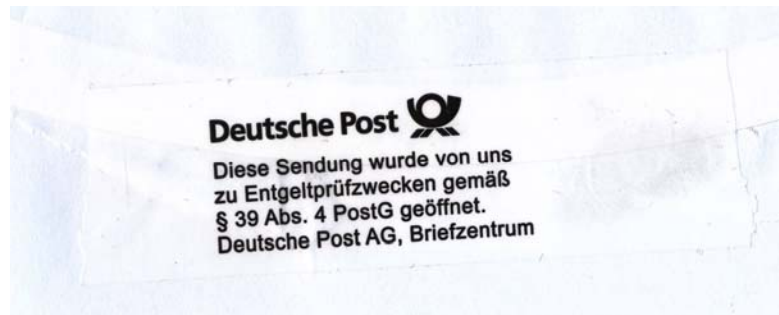 Deutsche Post
Diese Sendung wurde von uns
zu Entgeltprüfzwecken gemäß
§ 39 Abs. 4 PostG geöffnet.
Deutsche Post AG, Briefzentrum